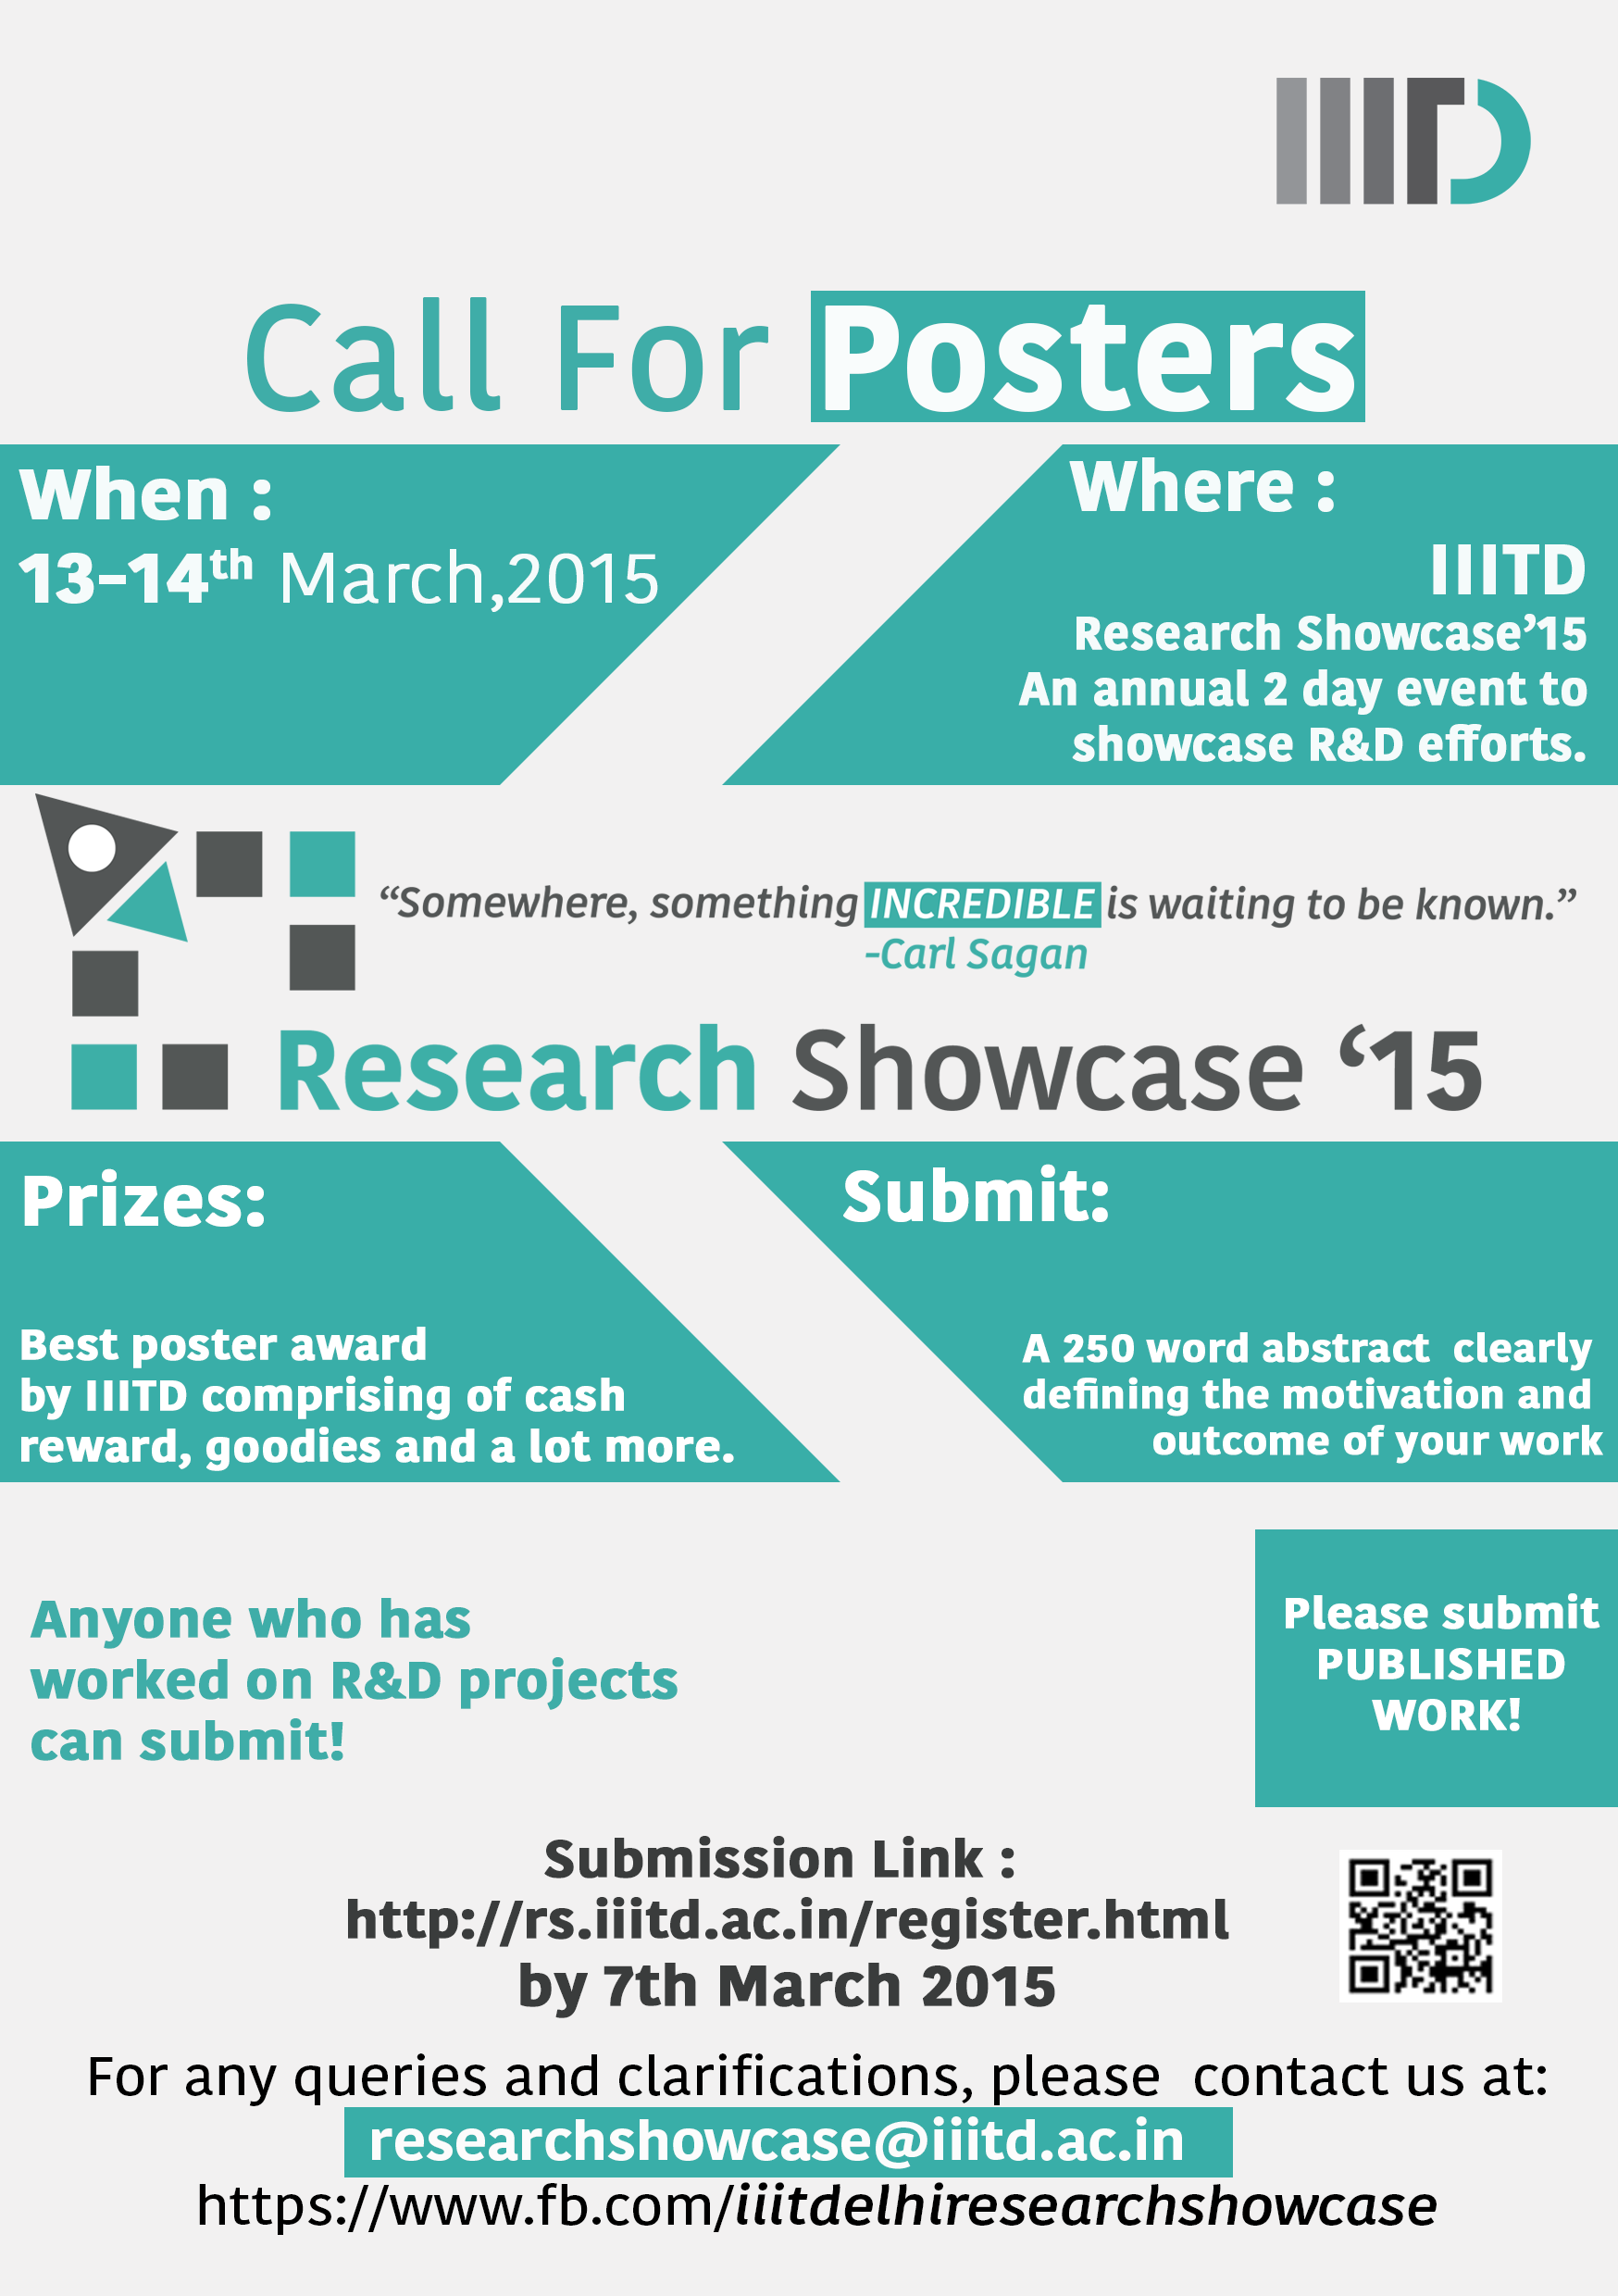 IIITD
Call For Posters
When :
13-14th March,2015
Where :
IIITD
Research Showcase’15
An annual 2 day event to
showcase R&D efforts.
“Somewhere, something INCREDIBLE is waiting to be known.”
-Carl Sagan
Research Showcase ‘15
Prizes:
Best poster award
by IIITD comprising of cash
reward, goodies and a lot more.
Submit:
A 250 word abstract  clearly
defining the motivation and
outcome of your work
Anyone who has
worked on R&D projects
can submit!
Please submit
PUBLISHED
WORK!
Submission Link :
http://rs.iiitd.ac.in/register.html
by 7th March 2015
For any queries and clarifications, please  contact us at:
researchshowcase@iiitd.ac.in
https://www.fb.com/iiitdelhiresearchshowcase